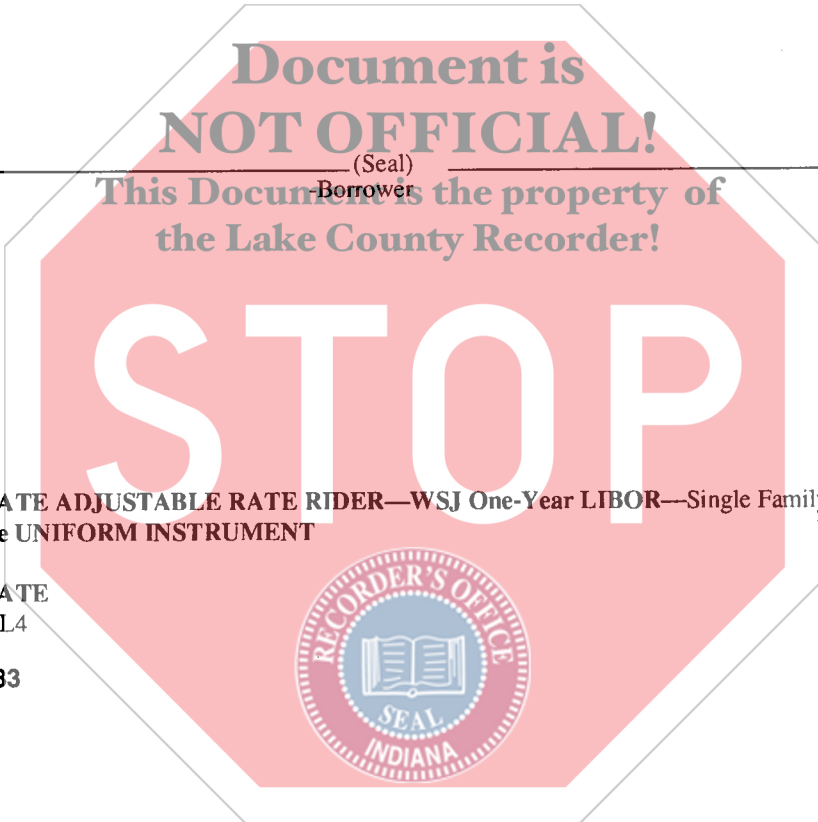 Document is
NOT OFFICIAL!
(Seal)
-Borrower
This Document is the property of
the Lake County Recorder!
STOP
ATE ADJUSTABLE RATE RIDER—WSJ One-Year LIBOR—Single Family
e UNIFORM INSTRUMENT
ATE
L4
33
RECORDER'S OFFICE
SEAL
INDIANA